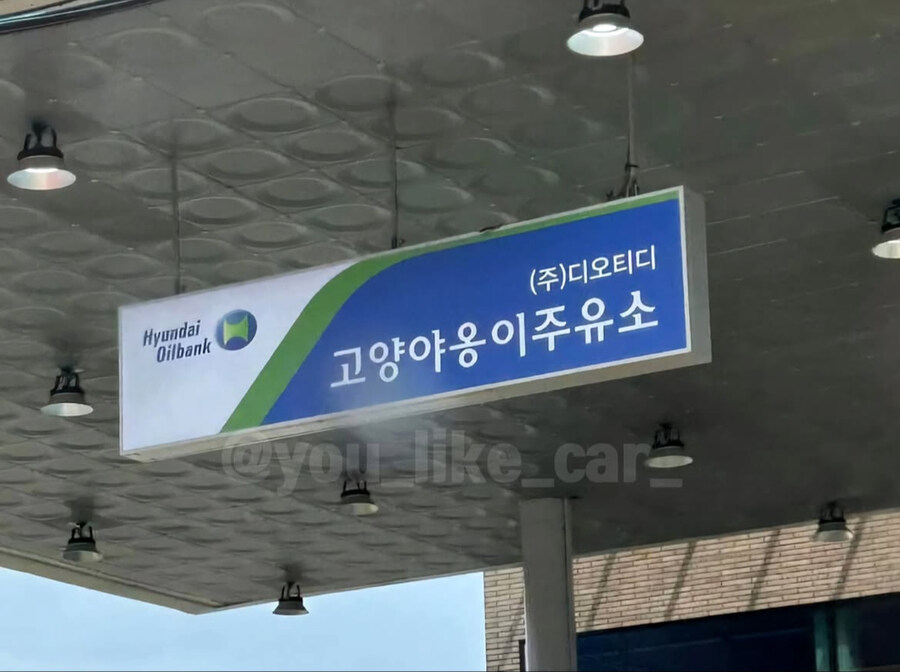 Hyundai
Oilbank
(주)디오티디
고양야옹이주유소
@you_like_car_